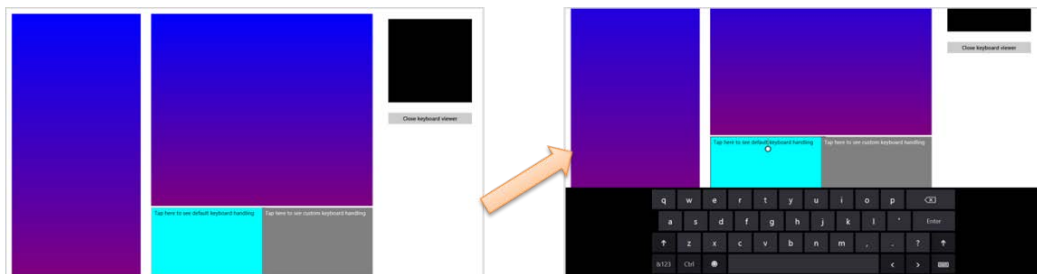 Close keyboard viewer
Tap here to see default keyboard handling
Tap here to see custom keyboard handling
Close keyboard viewer
Tap here to see default keyboard handling
Tap here to see custom keyboard handling
q w e r t y u i o p
a s d f g h j k l ' Enter
z x c v b n m , . ?
&123 Ctrl < >